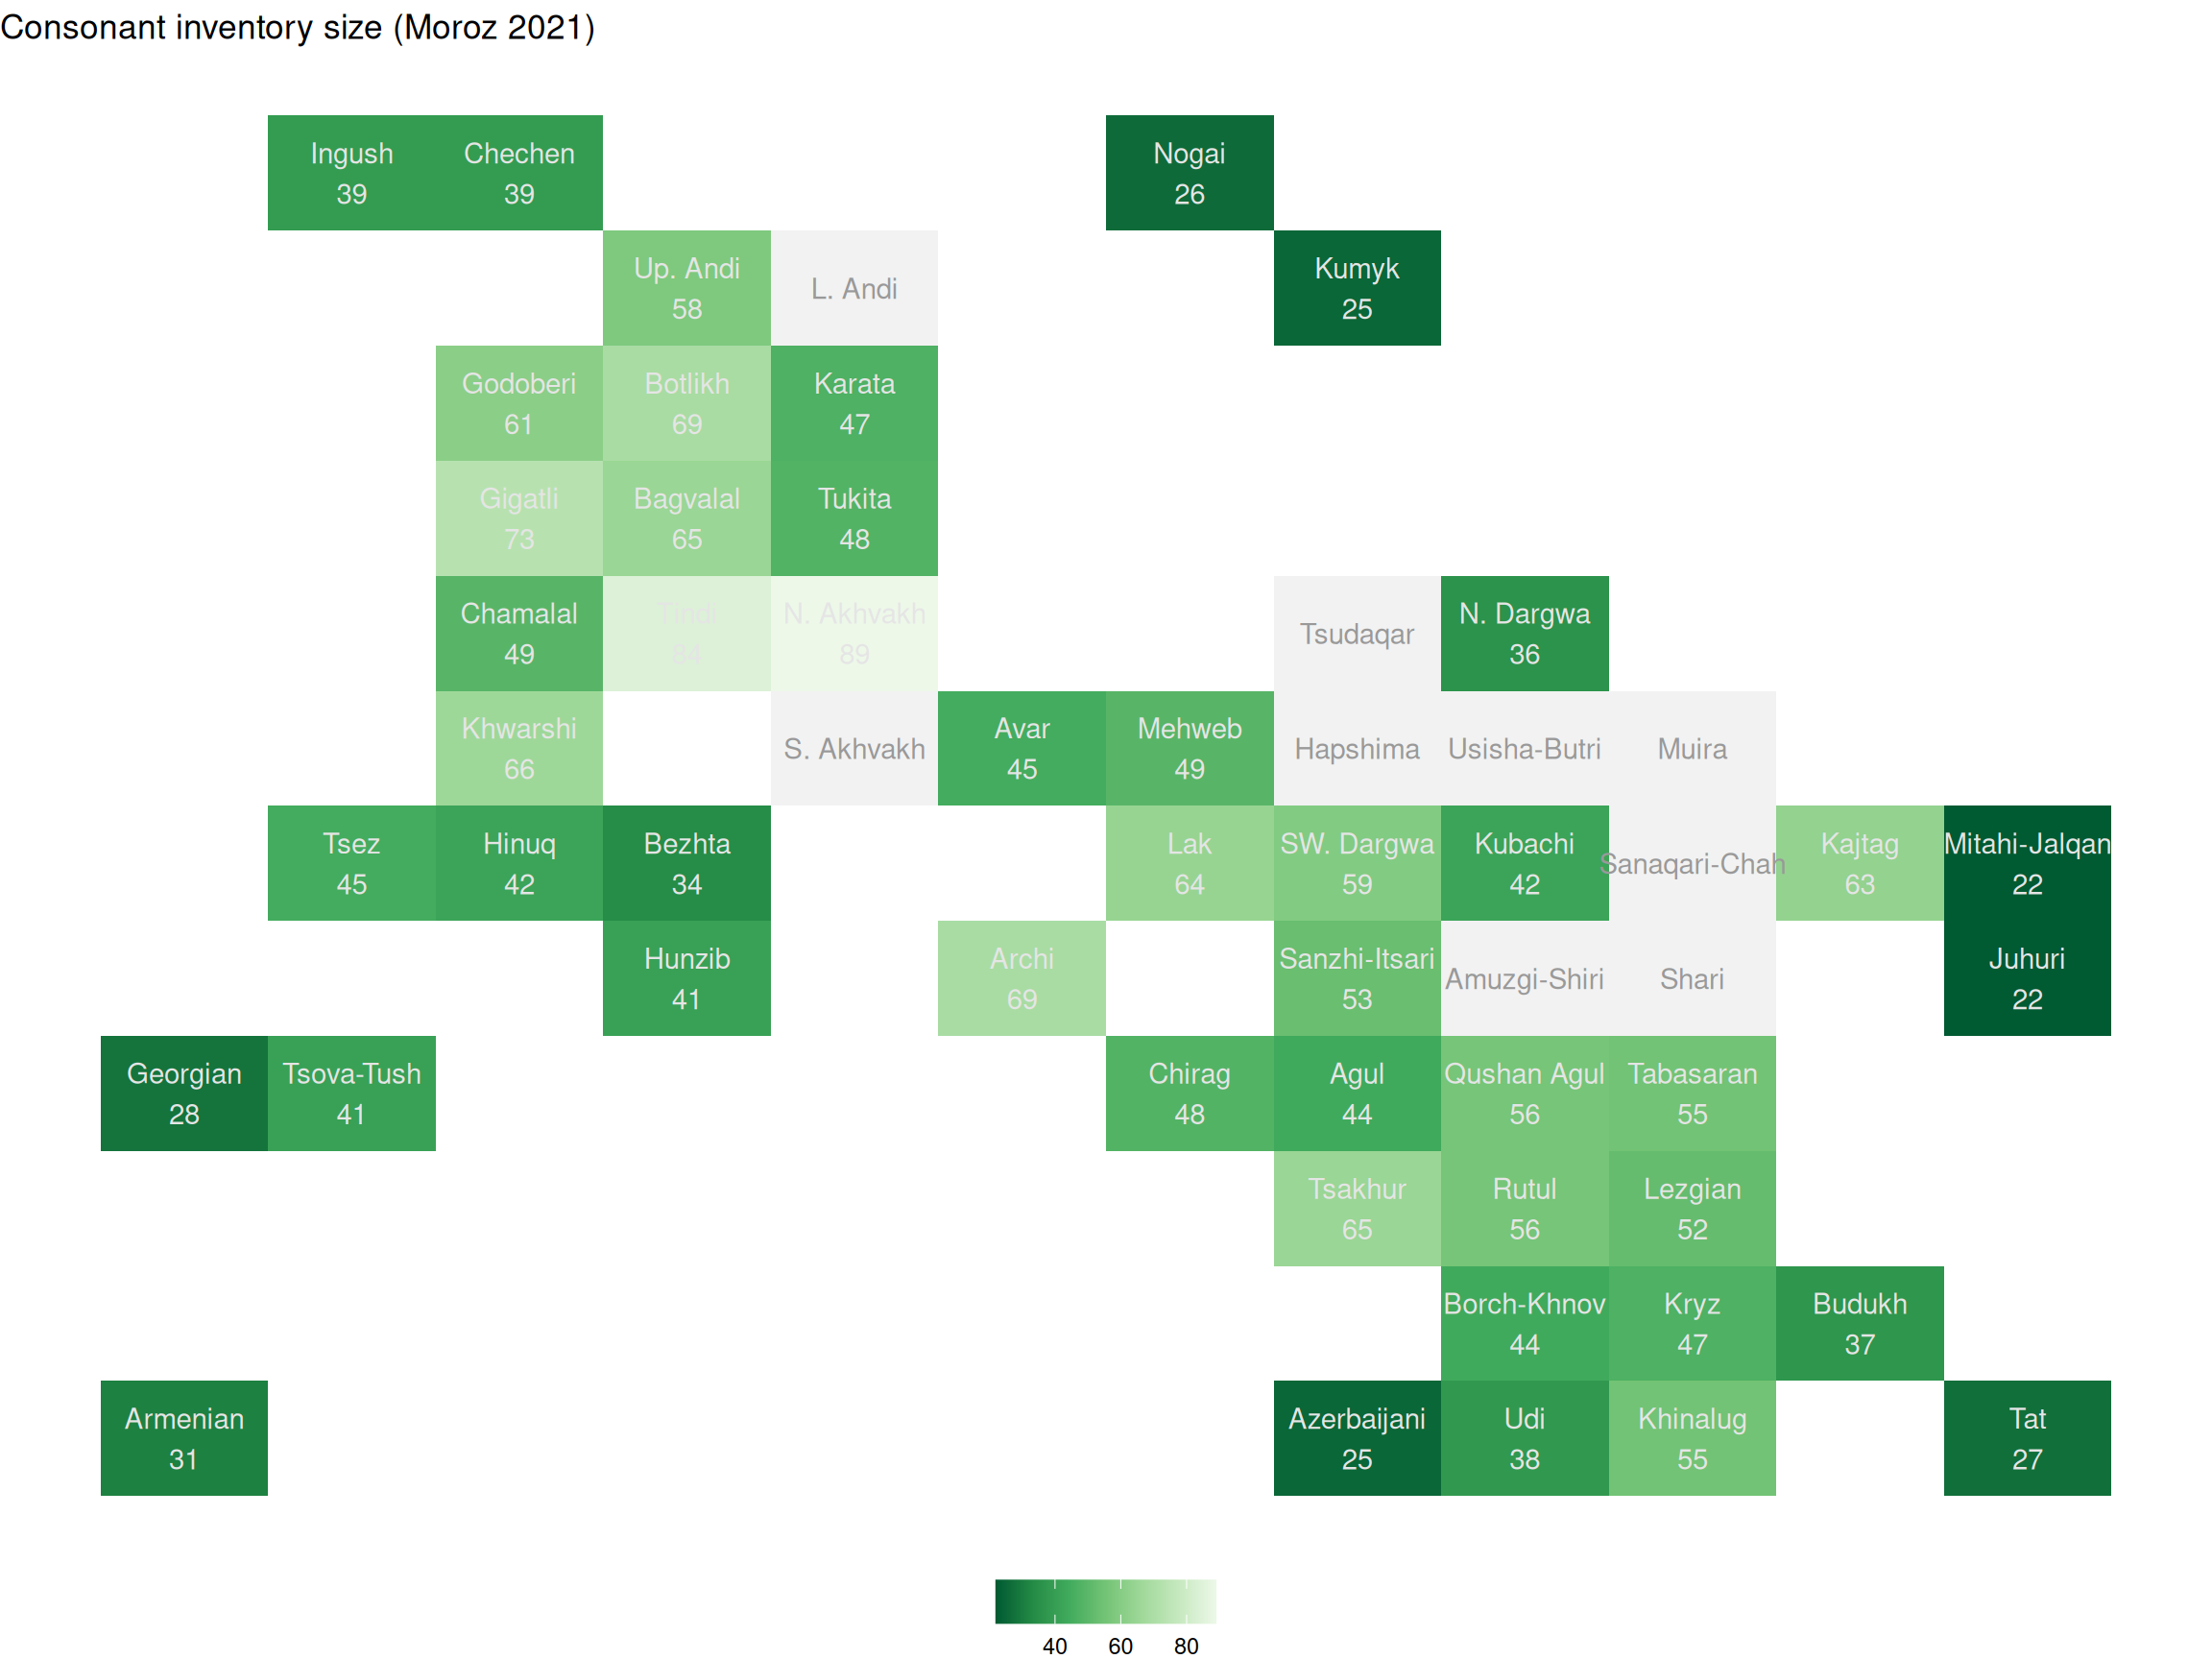 Consonant inventory size (Moroz 2021)
Ingush
39
Chechen
39
Nogai
26
Up. Andi
58
L. Andi
Kumyk
25
Godoberi
61
Botlikh
69
Karata
47
Gigatli
73
Bagvalal
65
Tukita
48
Chamalal
49
Tindi
84
N. Akhvakh
89
Tsudaqar
N. Dargwa
36
Khwarshi
66
S. Akhvakh
Avar
45
Mehweb
49
Hapshima
Usisha-Butri
Muira
Tsez
45
Hinuq
42
Bezhta
34
Lak
64
SW. Dargwa
59
Kubachi
42
Sanaqari-Chah
Kajtag
63
Mitahi-Jalqan
22
Hunzib
41
Archi
69
Sanzhi-Itsari
53
Amuzgi-Shiri
Shari
Juhuri
22
Georgian
28
Tsova-Tush
41
Chirag
48
Agul
44
Qushan Agul
56
Tabasaran
55
Tsakhur
65
Rutul
56
Lezgian
52
Borch-Khnov
44
Kryz
47
Budukh
37
Armenian
31
Azerbaijani
25
Udi
38
Khinalug
55
Tat
27
40 60 80